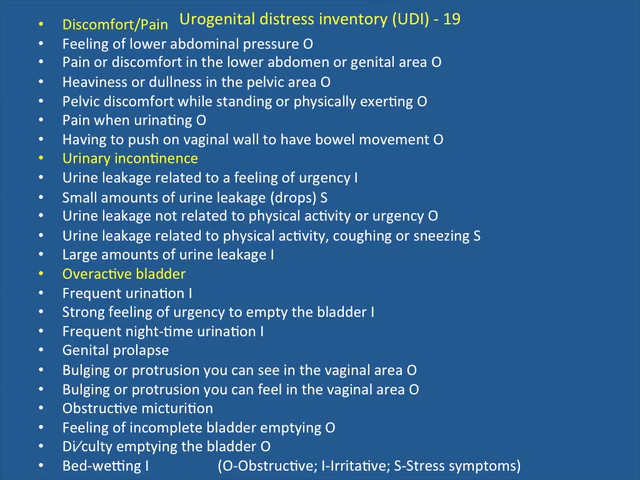 Urogenital distress inventory (UDI) - 19
• Discomfort/Pain
• Feeling of lower abdominal pressure O
• Pain or discomfort in the lower abdomen or genital area O
• Heaviness or dullness in the pelvic area O
• Pelvic discomfort while standing or physically exerting O
• Pain when urinating O
• Having to push on vaginal wall to have bowel movement O
• Urinary incontinence
• Urine leakage related to a feeling of urgency I
• Small amounts of urine leakage (drops) S
• Urine leakage not related to physical activity or urgency O
• Urine leakage related to physical activity, coughing or sneezing S
• Large amounts of urine leakage I
• Overactive bladder
• Frequent urination I
• Strong feeling of urgency to empty the bladder I
• Frequent night-time urination I
• Genital prolapse
• Bulging or protrusion you can see in the vaginal area O
• Bulging or protrusion you can feel in the vaginal area O
• Obstructive micturition
• Feeling of incomplete bladder emptying O
• Di⁄culty emptying the bladder O
• Bed-wetting I (O-Obstructive; I-Irritative; S-Stress symptoms)